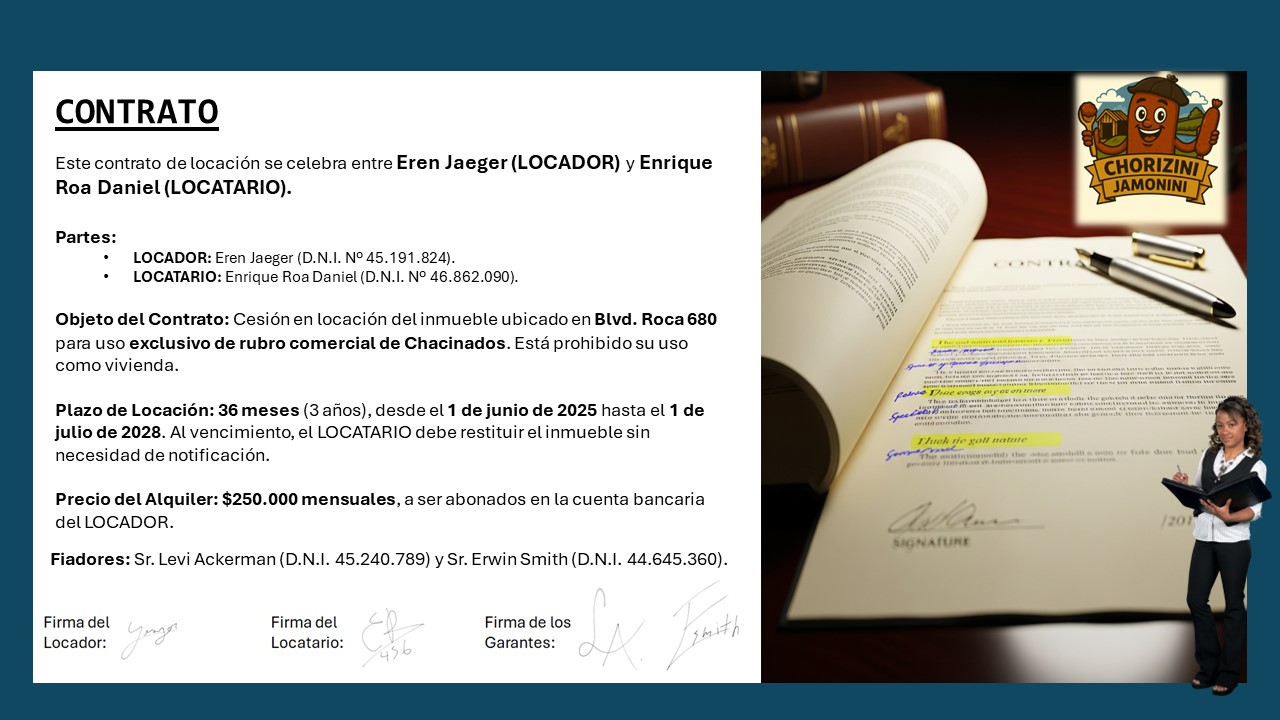 CONTRATO
Este contrato de locación se celebra entre Eren Jaeger (LOCADOR) y Enrique
Roa Daniel (LOCATARIO).
Partes:
• LOCADOR: Eren Jaeger (D.N.I. Nº 45.191.824).
• LOCATARIO: Enrique Roa Daniel (D.N.I. Nº 46.862.090).
Objeto del Contrato: Cesión en locación del inmueble ubicado en Blvd. Roca 680
para uso exclusivo de rubro comercial de Chacinados. Está prohibido su uso
como vivienda.
Plazo de Locación: 36 meses (3 años), desde el 1 de junio de 2025 hasta el 1 de
julio de 2028. Al vencimiento, el LOCATARIO debe restituir el inmueble sin
necesidad de notificación.
Precio del Alquiler: $250.000 mensuales, a ser abonados en la cuenta bancaria
del LOCADOR.
Fiadores: Sr. Levi Ackerman (D.N.I. 45.240.789) y Sr. Erwin Smith (D.N.I. 44.645.360).
Firma del
Locador:
Firma del
Locatario:
Firma de los
Garantes:
L.A.
Esmith
CHORIZINI
JAMONINI
SIGNATURE